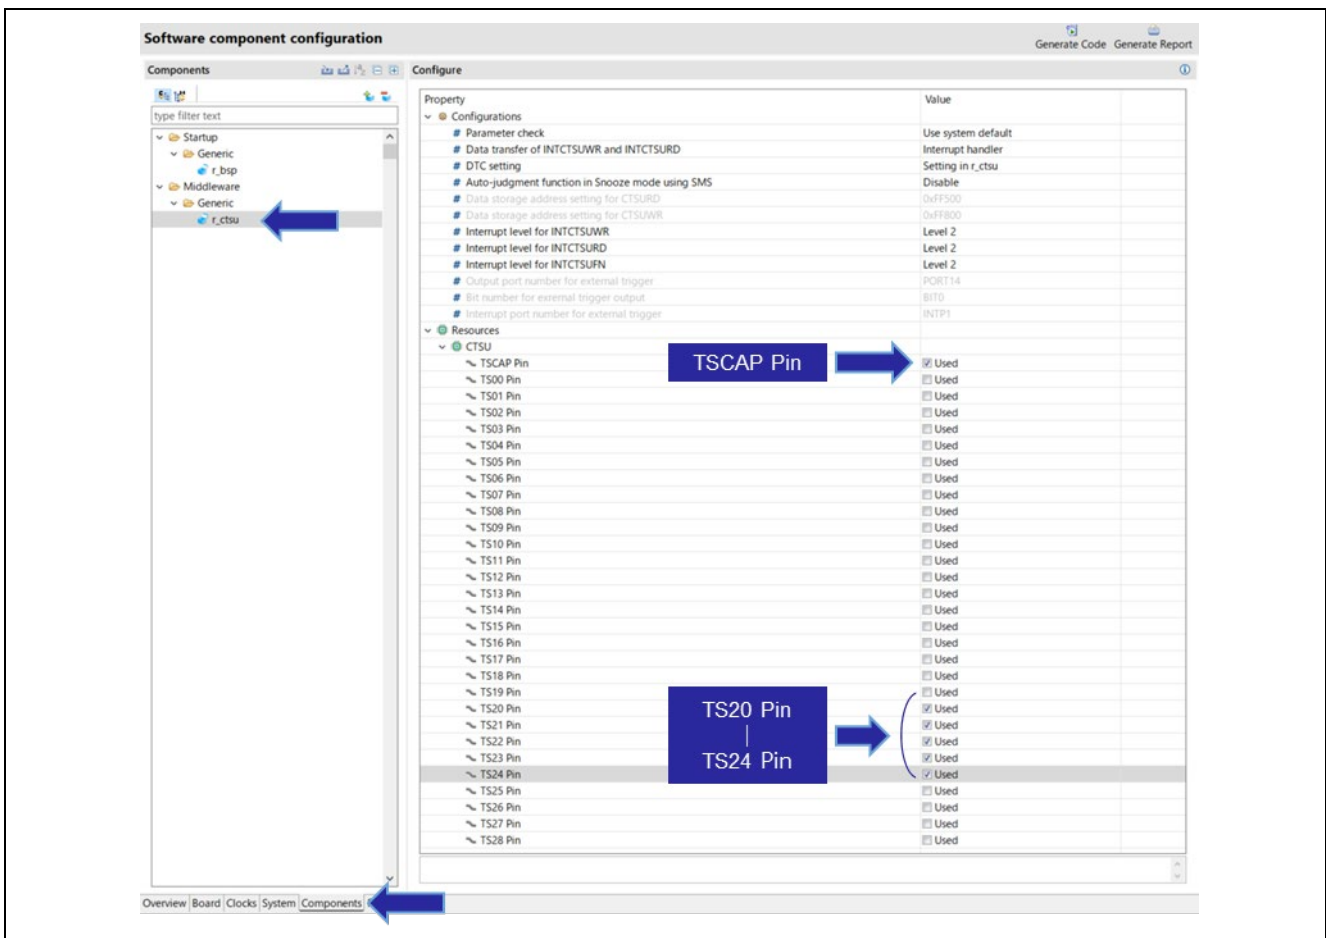 Software component configuration
Generate Code Generate Report
Components
Configure
type filter text
Startup
Generic
r_bsp
Middleware
Generic
r_ctsu
Property Value
Configurations
Parameter check Use system default
Data transfer of INTCTSUWR and INTCTSURD Interrupt handler
DTC setting Setting in r_ctsu
Auto-judgment function in Snooze mode using SMS Disable
Data storage address setting for CTSURD 0xFF500
Data storage address setting for CTSUWR 0xFF800
Interrupt level for INTCTSUWR Level 2
Interrupt level for INTCTSURD Level 2
Interrupt level for INTCTSUFN Level 2
Output port number for external trigger PORT14
Bit number for external trigger output BIT0
Interrupt port number for external trigger INTP1
Resources
CTSU
TSCAP Pin Used
TSCAP Pin
TS00 Pin Used
TS01 Pin Used
TS02 Pin Used
TS03 Pin Used
TS04 Pin Used
TS05 Pin Used
TS06 Pin Used
TS07 Pin Used
TS08 Pin Used
TS09 Pin Used
TS10 Pin Used
TS11 Pin Used
TS12 Pin Used
TS13 Pin Used
TS14 Pin Used
TS15 Pin Used
TS16 Pin Used
TS17 Pin Used
TS18 Pin Used
TS19 Pin Used
TS20 Pin Used
TS21 Pin Used
TS22 Pin Used
TS23 Pin Used
TS24 Pin Used
TS20 Pin
|
TS24 Pin
TS25 Pin Used
TS26 Pin Used
TS27 Pin Used
TS28 Pin Used
Overview Board Clocks System Components